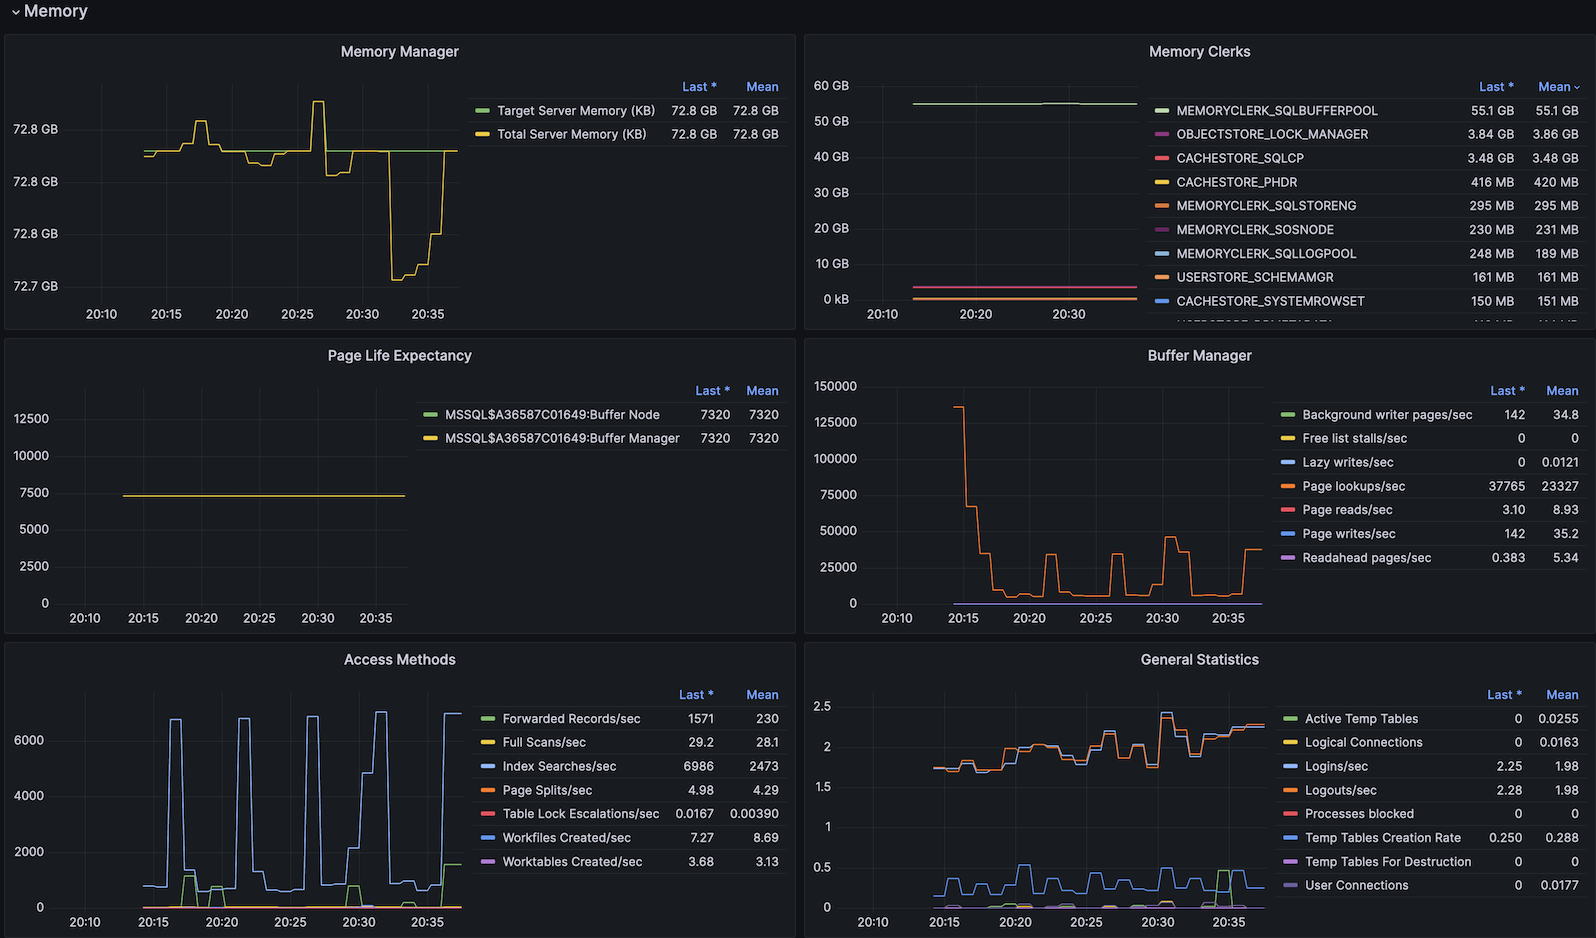 Memory
Memory Manager
Last * Mean
Target Server Memory (KB) 72.8 GB 72.8 GB
Total Server Memory (KB) 72.8 GB 72.8 GB
72.8 GB
72.8 GB
72.8 GB
72.7 GB
20:10 20:15 20:20 20:25 20:30 20:35
Memory Clerks
Last * Mean
60 GB
50 GB
40 GB
30 GB
20 GB
10 GB
0 kB
20:10 20:20 20:30
MEMORYCLERK_SQLBUFFERPOOL 55.1 GB 55.1 GB
OBJECTSTORE_LOCK_MANAGER 3.84 GB 3.86 GB
CACHESTORE_SQLCP 3.48 GB 3.48 GB
CACHESTORE_PHDR 416 MB 420 MB
MEMORYCLERK_SQLSTORENG 295 MB 295 MB
MEMORYCLERK_SOSNODE 230 MB 231 MB
MEMORYCLERK_SQLLOGPOOL 248 MB 189 MB
USERSTORE_SCHEMAMGR 161 MB 161 MB
CACHESTORE_SYSTEMROWSET 150 MB 151 MB
Page Life Expectancy
Last * Mean
MSSQL$A36587C01649:Buffer Node 7320 7320
MSSQL$A36587C01649:Buffer Manager 7320 7320
12500
10000
7500
5000
2500
0
20:10 20:15 20:20 20:25 20:30 20:35
Buffer Manager
Last * Mean
150000
125000
100000
75000
50000
25000
0
20:10 20:15 20:20 20:25 20:30 20:35
Background writer pages/sec 142 34.8
Free list stalls/sec 0 0
Lazy writes/sec 0 0.0121
Page lookups/sec 37765 23327
Page reads/sec 3.10 8.93
Page writes/sec 142 35.2
Readahead pages/sec 0.383 5.34
Access Methods
Last * Mean
6000
4000
2000
0
20:10 20:15 20:20 20:25 20:30 20:35
Forwarded Records/sec 1571 230
Full Scans/sec 29.2 28.1
Index Searches/sec 6986 2473
Page Splits/sec 4.98 4.29
Table Lock Escalations/sec 0.0167 0.00390
Workfiles Created/sec 7.27 8.69
Worktables Created/sec 3.68 3.13
General Statistics
Last * Mean
2.5
2
1.5
1
0.5
0
20:10 20:15 20:20 20:25 20:30 20:35
Active Temp Tables 0 0.0255
Logical Connections 0 0.0163
Logins/sec 2.25 1.98
Logouts/sec 2.28 1.98
Processes blocked 0 0
Temp Tables Creation Rate 0.250 0.288
Temp Tables For Destruction 0 0
User Connections 0 0.0177